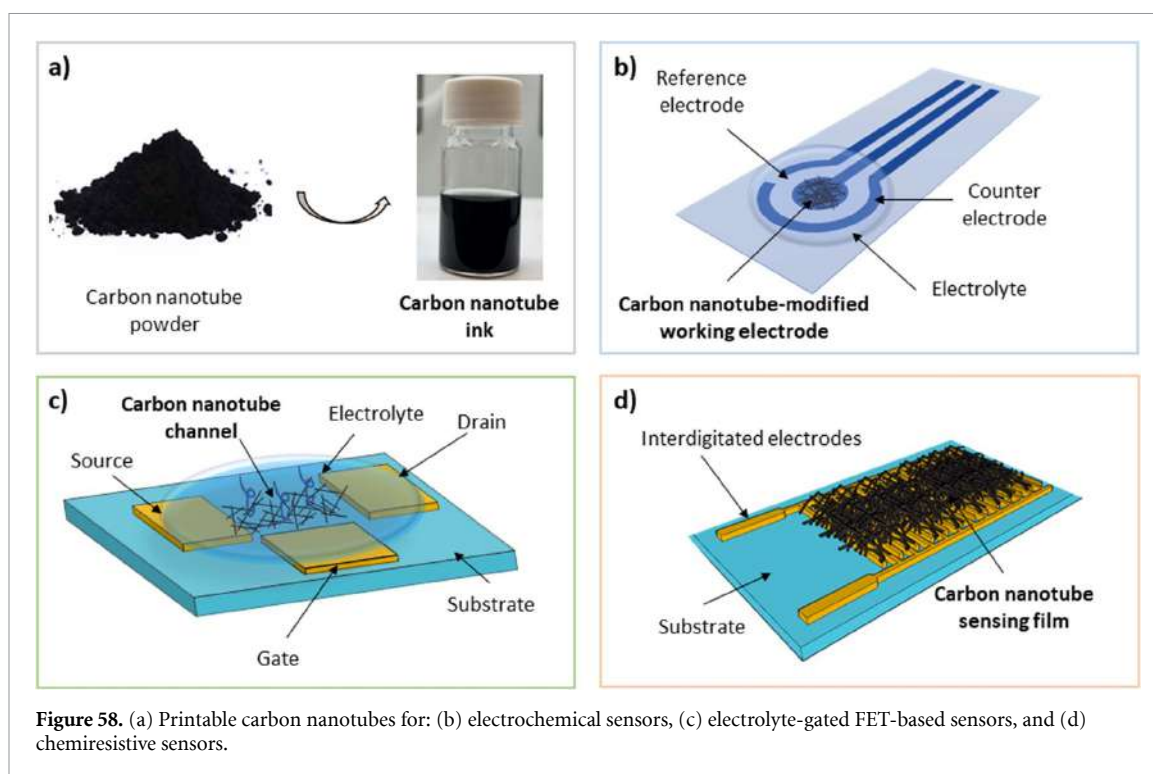 a)
Carbon nanotube
powder
Carbon nanotube
ink
b)
Reference
electrode
Counter
electrode
Electrolyte
Carbon nanotube-modified
working electrode
c)
Carbon nanotube
channel
Electrolyte
Drain
Source
Substrate
Gate
d)
Interdigitated electrodes
Substrate
Carbon nanotube
sensing film
Figure 58. (a) Printable carbon nanotubes for: (b) electrochemical sensors, (c) electrolyte-gated FET-based sensors, and (d)
chemiresistive sensors.